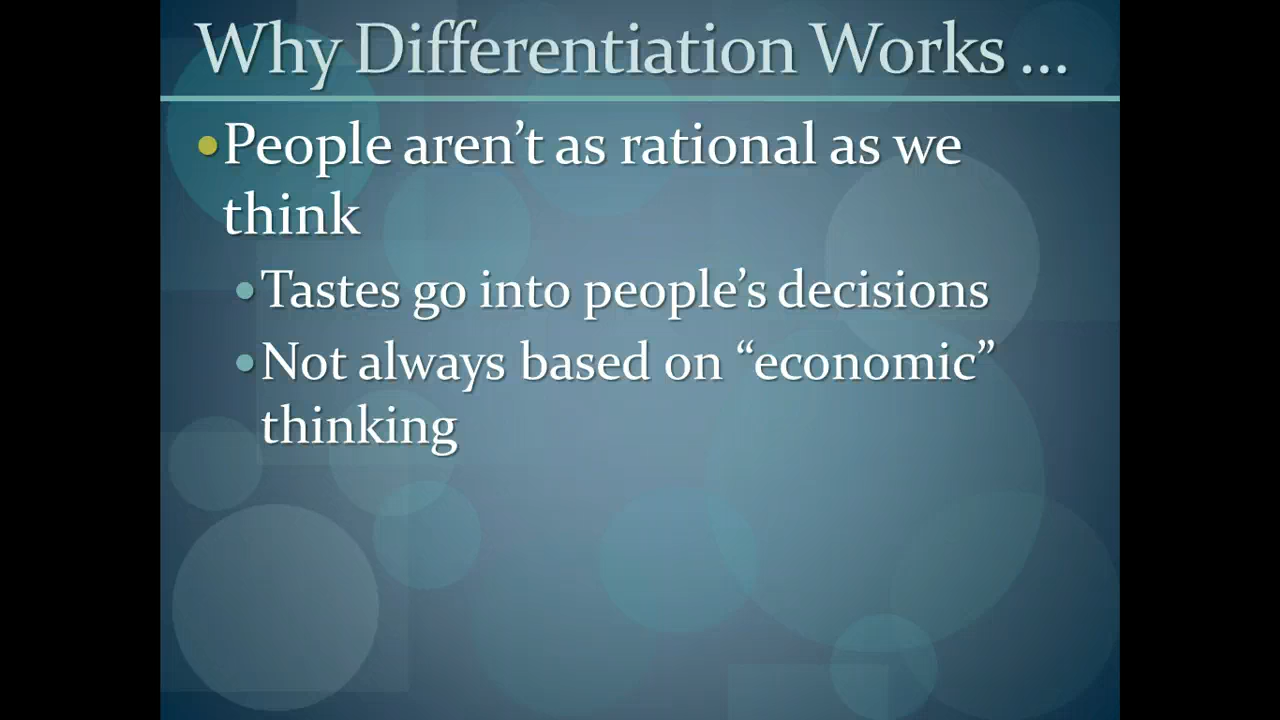 Why Differentiation Works ...
People aren’t as rational as we
think
Tastes go into people’s decisions
Not always based on “economic”
thinking